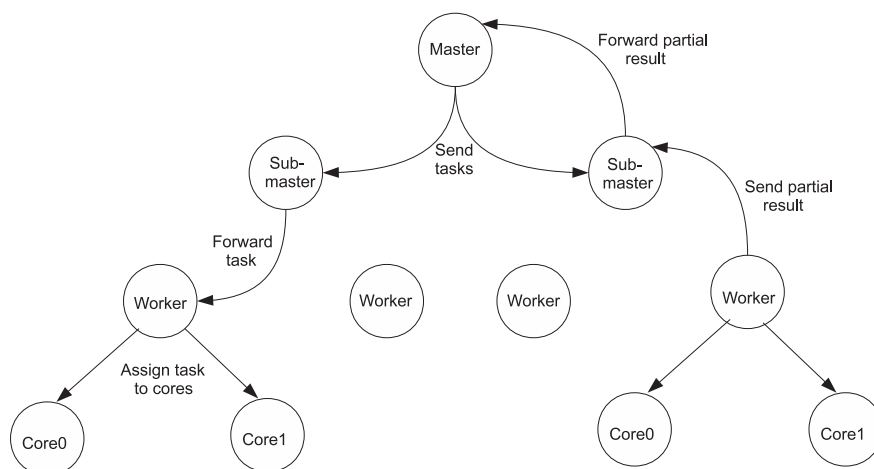 Master
Forward partial
result
Send
tasks
Sub-
master
Sub-
master
Send partial
result
Forward
task
Worker
Worker
Worker
Worker
Assign task
to cores
Core0
Core1
Core0
Core1